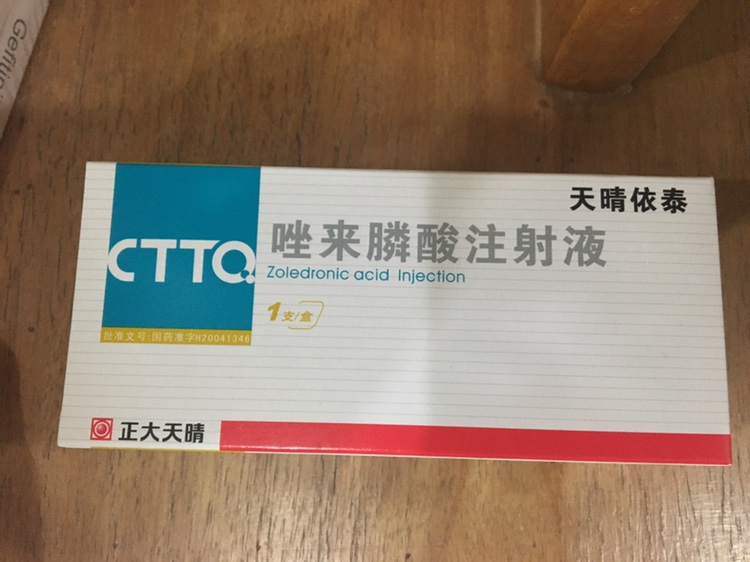 天晴依泰
CTTQ
唑来膦酸注射液
Zoledronic acid Injection
1支/盒
批准文号:国药准字H20041346
正大天晴